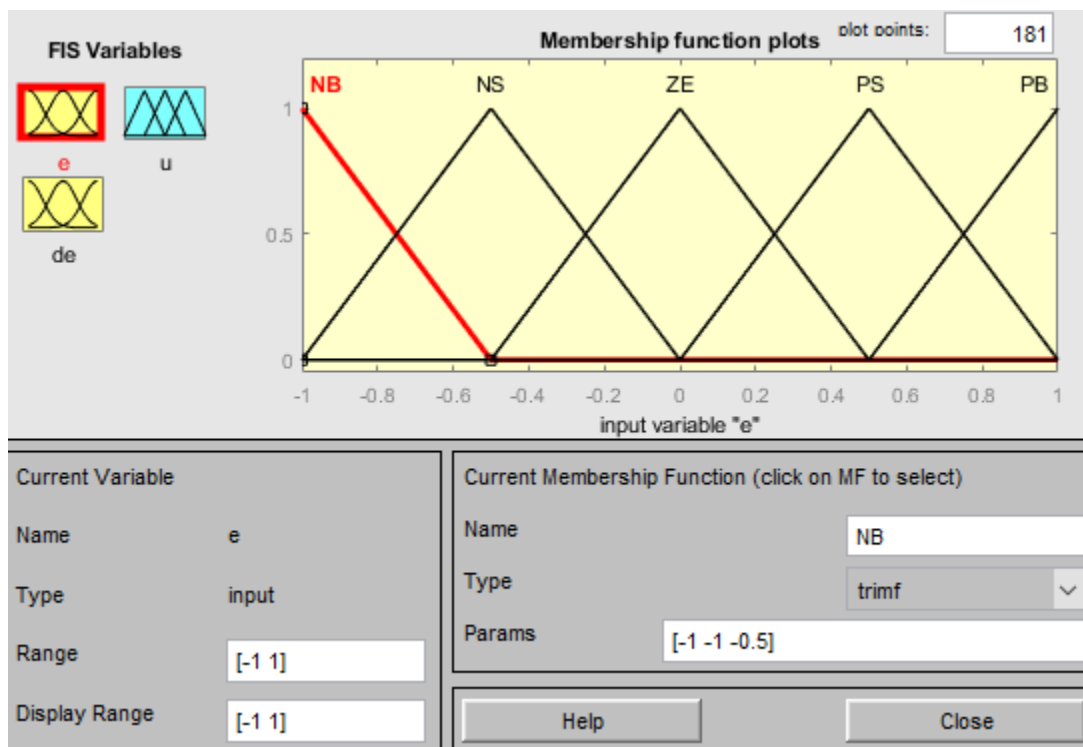 FIS Variables
e
u
de
Membership function plots
plot points:
181
NB
NS
ZE
PS
PB
1
0.5
0
-1
-0.8
-0.6
-0.4
-0.2
0
0.2
0.4
0.6
0.8
1
input variable "e"
Current Variable
Name
e
Type
input
Range
[-1 1]
Display Range
[-1 1]
Current Membership Function (click on MF to select)
Name
NB
Type
trimf
Params
[-1 -1 -0.5]
Help
Close